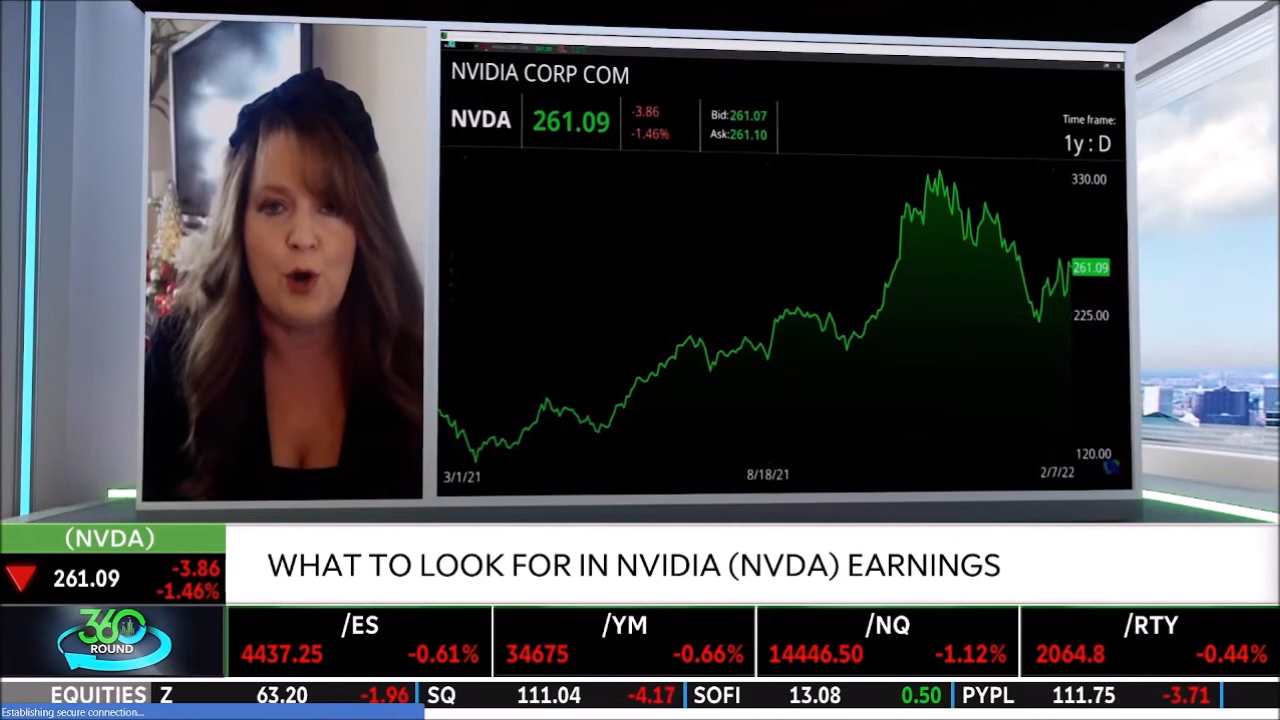 NVIDIA CORP COM
NVDA 261.09 -3.86 -1.46% Bid:261.07 Ask:261.10
Time frame:
1y : D
330.00
261.09
225.00
120.00
3/1/21 8/18/21 2/7/22
(NVDA)
261.09 -3.86 -1.46%
WHAT TO LOOK FOR IN NVIDIA (NVDA) EARNINGS
360
ROUND
/ES /YM /NQ /RTY
4437.25 -0.61% 34675 -0.66% 14446.50 -1.12% 2064.8 -0.44%
EQUITIES Z 63.20 -1.96 SQ 111.04 -4.17 SOFI 13.08 0.50 PYPL 111.75 -3.71
Establishing secure connection...